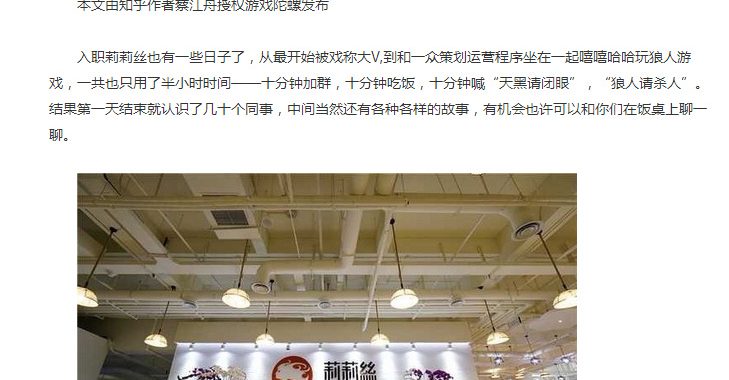 本文由知乎作者蔡江舟授权游戏陀螺发布
入职莉莉丝也有一些日子了，从最开始被戏称大V,到和一众策划运营程序坐在一起嘻嘻哈哈玩狼人游
戏，一共也只用了半小时时间——十分钟加群，十分钟吃饭，十分钟喊“天黑请闭眼”，“狼人请杀人”。
结果第一天结束就认识了几十个同事，中间当然还有各种各样的故事，有机会也许可以和你们在饭桌上聊一
聊。
莉莉丝